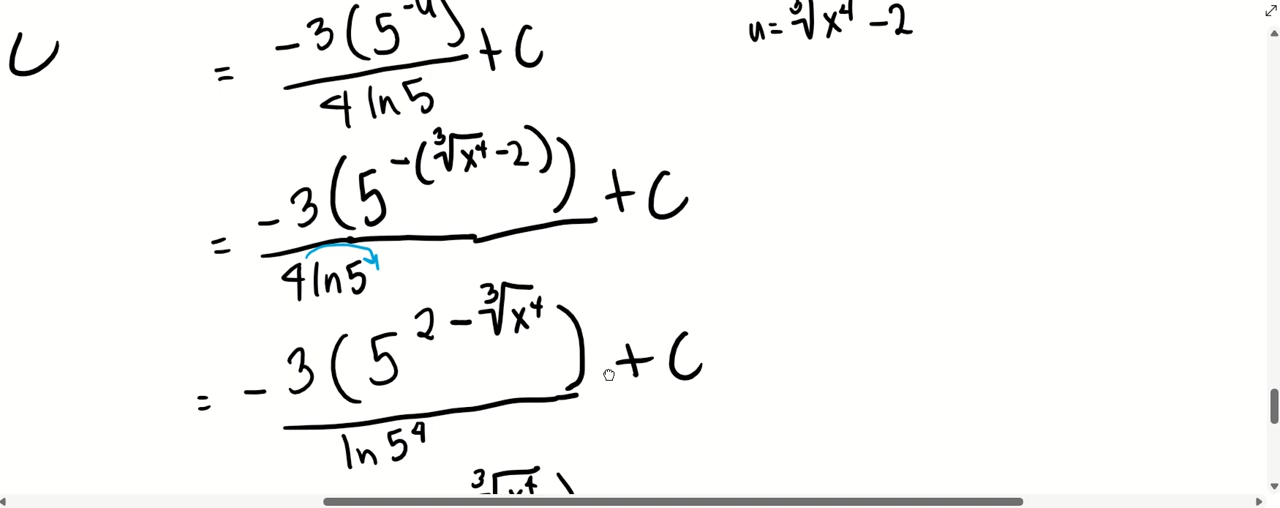 = -3(5^{-u})/(4 ln 5) + C
u = ∛x⁴ - 2
= -3(5^{-(∛x⁴ - 2)})/(4 ln 5) + C
= -3(5^{2 - ∛x⁴})/(ln 5⁴) + C
∛x⁴ )